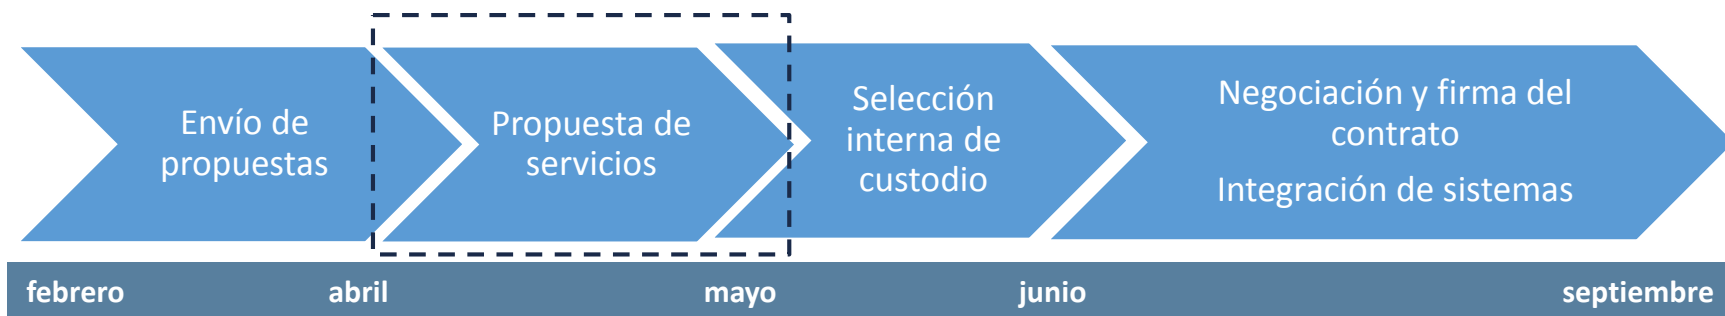 Envío de
propuestas
Propuesta de
servicios
Selección
interna de
custodio
Negociación y firma del
contrato
Integración de sistemas
febrero
abril
mayo
junio
septiembre